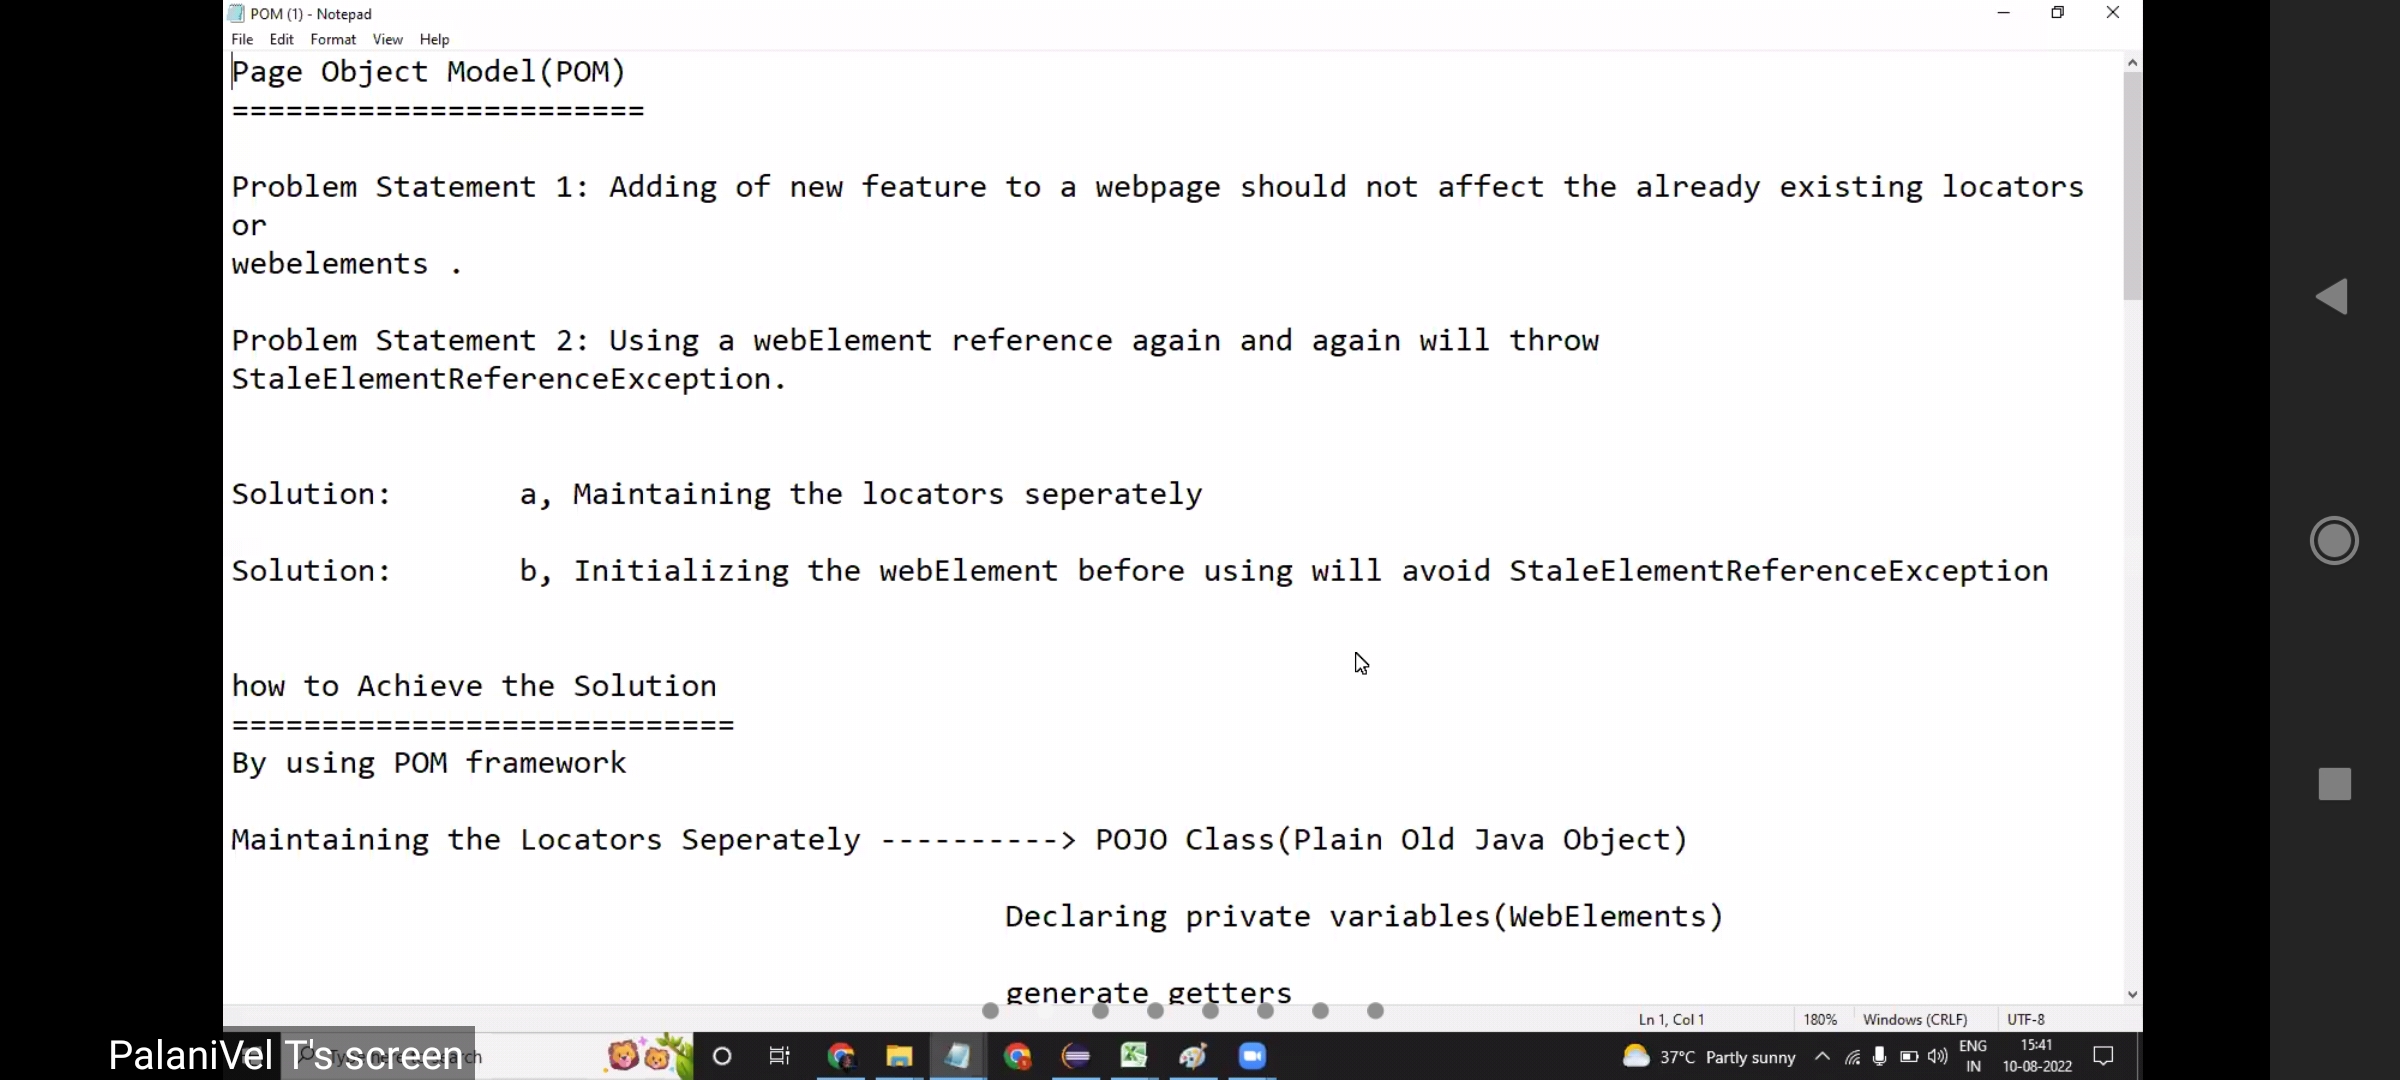 POM (1) - Notepad
File Edit Format View Help
Page Object Model(POM)
=======================
Problem Statement 1: Adding of new feature to a webpage should not affect the already existing locators
or
webelements .
Problem Statement 2: Using a webElement reference again and again will throw
StaleElementReferenceException.
Solution: a, Maintaining the locators seperately
Solution: b, Initializing the webElement before using will avoid StaleElementReferenceException
how to Achieve the Solution
============================
By using POM framework
Maintaining the Locators Seperately ----------> POJO Class(Plain Old Java Object)
Declaring private variables(WebElements)
generate getters
Ln 1, Col 1 180% Windows (CRLF) UTF-8
PalaniVel T's screen
37°C Partly sunny
ENG
IN
15:41
10-08-2022